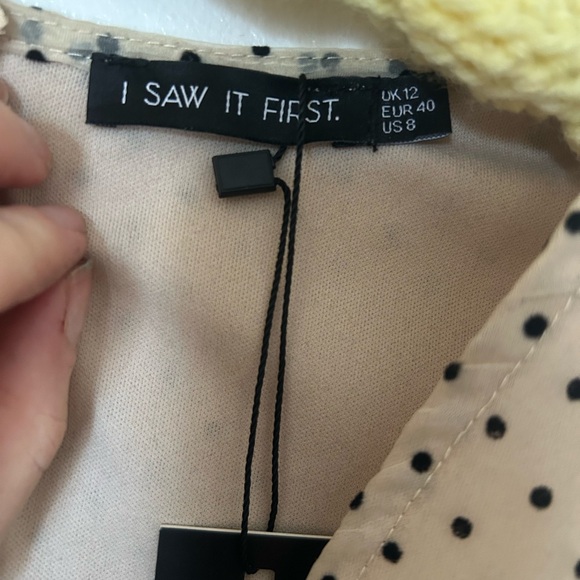 I SAW IT FIRST.
UK 12
EUR 40
US 8